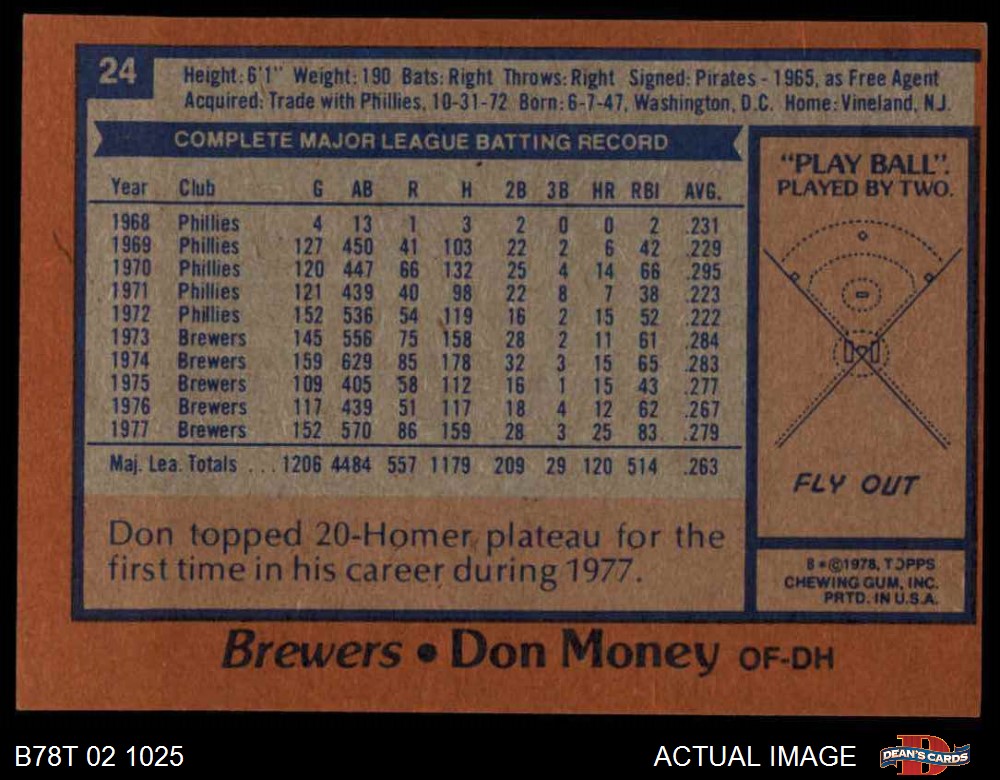 24
Height: 6'1" Weight: 190 Bats: Right Throws: Right Signed: Pirates - 1965, as Free Agent
Acquired: Trade with Phillies, 10-31-72 Born: 6-7-47, Washington, D.C. Home: Vineland, N.J.
COMPLETE MAJOR LEAGUE BATTING RECORD
Year Club G AB R H 2B 3B HR RBI AVG.
1968 Phillies 4 13 1 3 2 0 0 2 .231
1969 Phillies 127 450 41 103 22 2 6 42 .229
1970 Phillies 120 447 66 132 25 4 14 66 .295
1971 Phillies 121 439 40 98 22 8 7 38 .223
1972 Phillies 152 536 54 119 16 2 15 52 .222
1973 Brewers 145 556 75 158 28 2 11 61 .284
1974 Brewers 159 629 85 178 32 3 15 65 .283
1975 Brewers 109 405 58 112 16 1 15 43 .277
1976 Brewers 117 439 51 117 18 4 12 62 .267
1977 Brewers 152 570 86 159 28 3 25 83 .279
Maj. Lea. Totals ... 1206 4484 557 1179 209 29 120 514 .263
Don topped 20-Homer plateau for the
first time in his career during 1977.
"PLAY BALL".
PLAYED BY TWO.
FLY OUT
B * ©1978, TOPPS
CHEWING GUM, INC.
PRTD. IN U.S.A.
Brewers • Don Money OF-DH
B78T 02 1025
ACTUAL IMAGE
D
DEAN'S CARDS